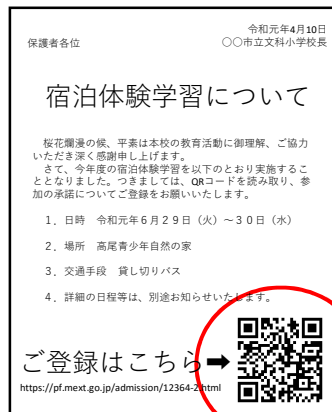 令和元年4月10日
保護者各位
〇〇市立文科小学校長
宿泊体験学習について
桜花爛漫の候、平素は本校の教育活動に御理解、ご協力
いただき深く感謝申し上げます。
さて、今年度の宿泊体験学習を以下のとおり実施するこ
ととなりました。つきましては、QRコードを読み取り、参
加の承諾についてご登録をお願いいたします。
1．日時　令和元年6月29日（火）～30日（水）
2．場所　高尾青少年自然の家
3．交通手段　貸し切りバス
4．詳細の日程等は、別途お知らせいたします。
ご登録はこちら➡
https://pf.mext.go.jp/admission/12364-2.html